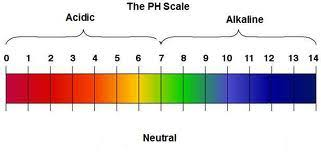 The PH Scale
Acidic Alkaline
0 1 2 3 4 5 6 7 8 9 10 11 12 13 14
Neutral